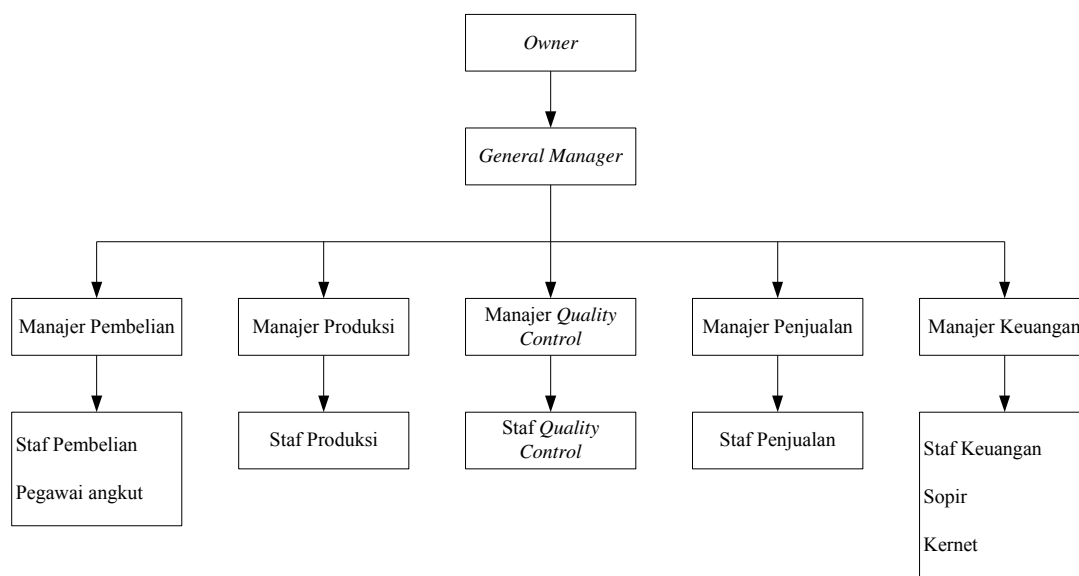 Owner
General Manager
Manajer Pembelian
Manajer Produksi
Manajer Quality
Control
Manajer Penjualan
Manajer Keuangan
Staf Pembelian
Pegawai angkut
Staf Produksi
Staf Quality
Control
Staf Penjualan
Staf Keuangan
Sopir
Kernet